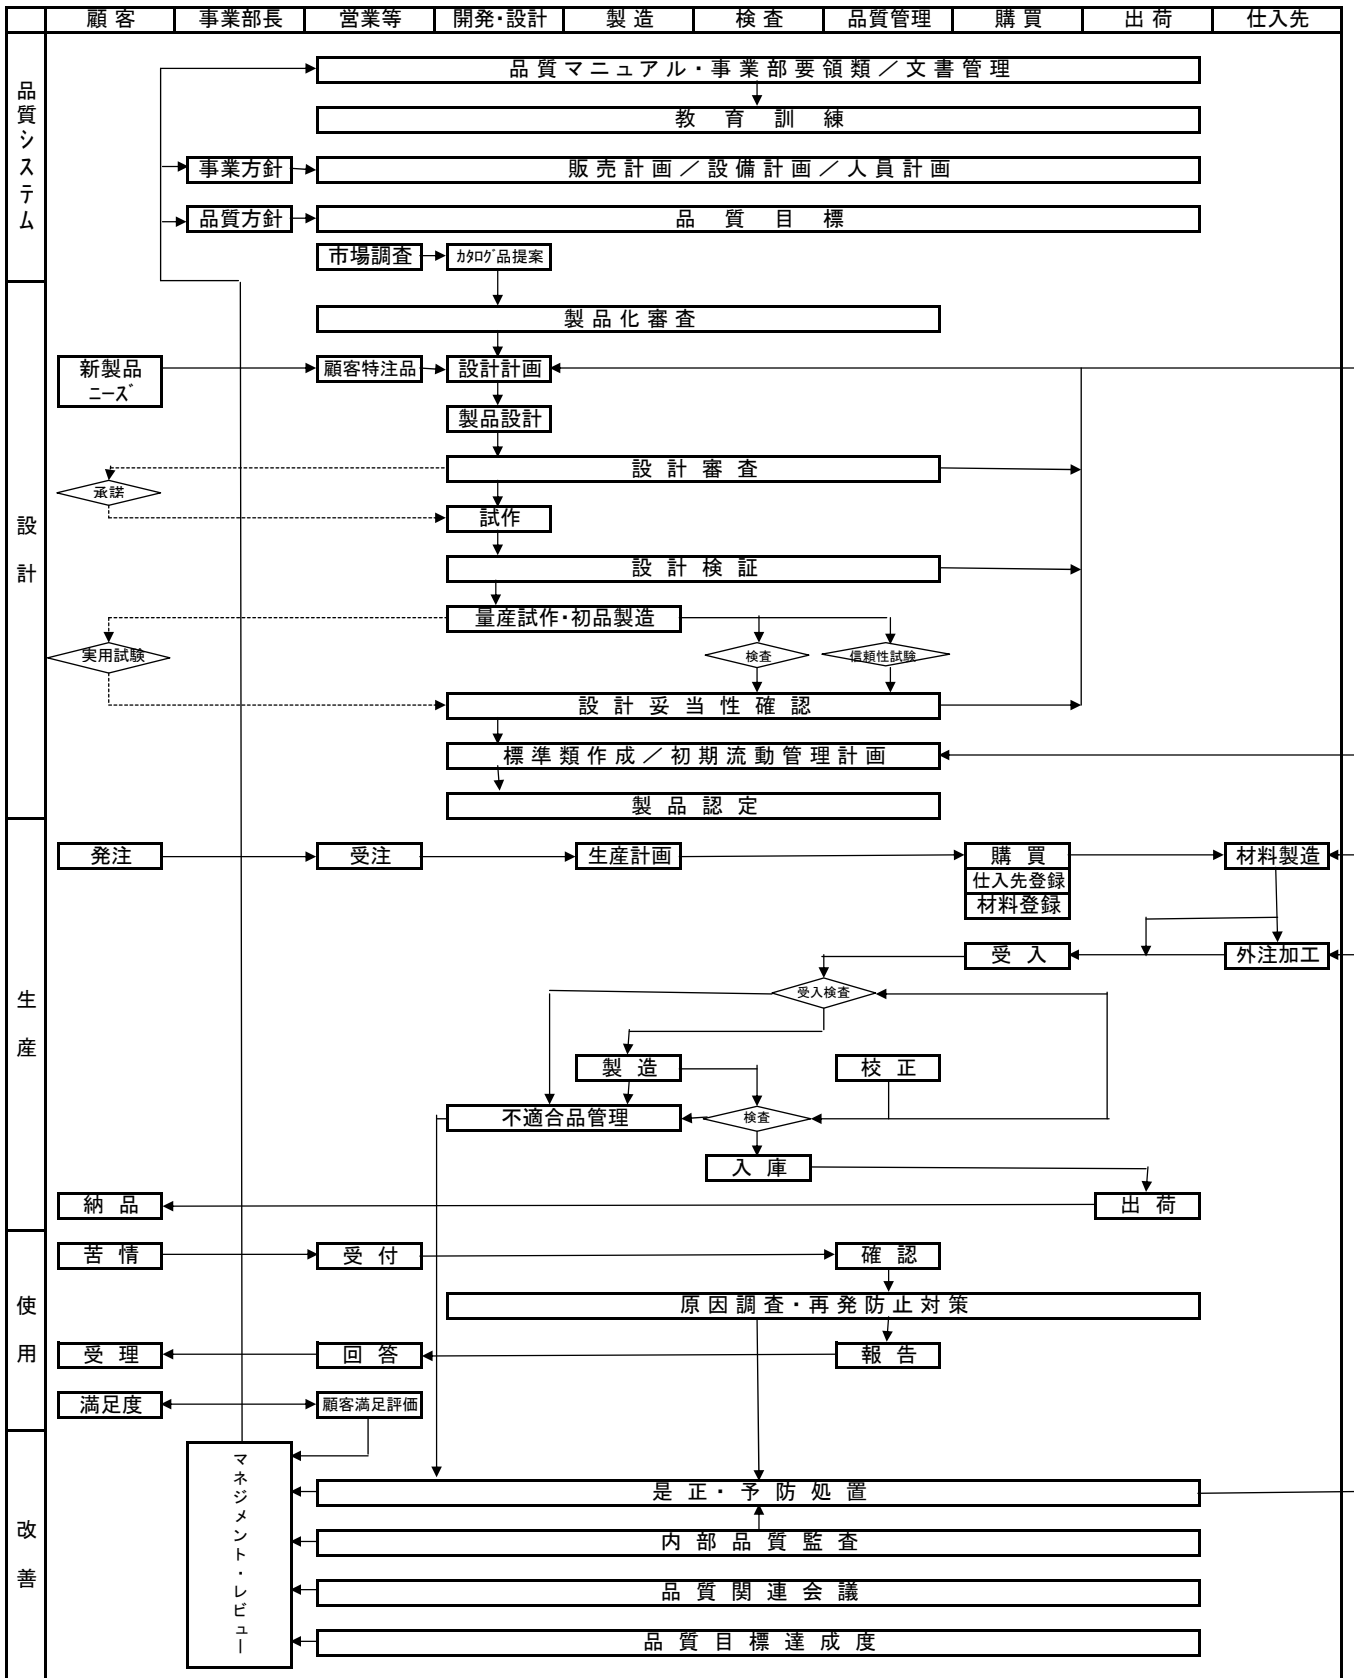 顧 客 事業部長 営業等 開発・設計 製 造 検 査 品質管理 購 買 出 荷 仕入先
品質システム
品質マニュアル・事業部要領類／文書管理
教 育 訓 練
事業方針 販売計画／設備計画／人員計画
品質方針 品 質 目 標
市場調査 ｶﾀﾛｸﾞ品提案
設 計
製品化審査
新製品 顧客特注品 設計計画
ﾆｰｽﾞ
製品設計
設 計 審 査
承諾
試作
設 計 検 証
量産試作・初品製造
実用試験 検査 信頼性試験
設 計 妥 当 性 確 認
標準類作成／初期流動管理計画
製 品 認 定
生 産
発注 受注 生産計画 購 買 材料製造
仕入先登録
材料登録
受 入 外注加工
受入検査
製 造 校 正
不適合品管理 検査
入 庫
納 品 出 荷
使 用
苦 情 受 付 確 認
原因調査・再発防止対策
受 理 回 答 報 告
満足度 顧客満足評価
改 善
マネジメント・レビュー
是 正・予 防 処 置
内 部 品 質 監 査
品 質 関 連 会 議
品 質 目 標 達 成 度